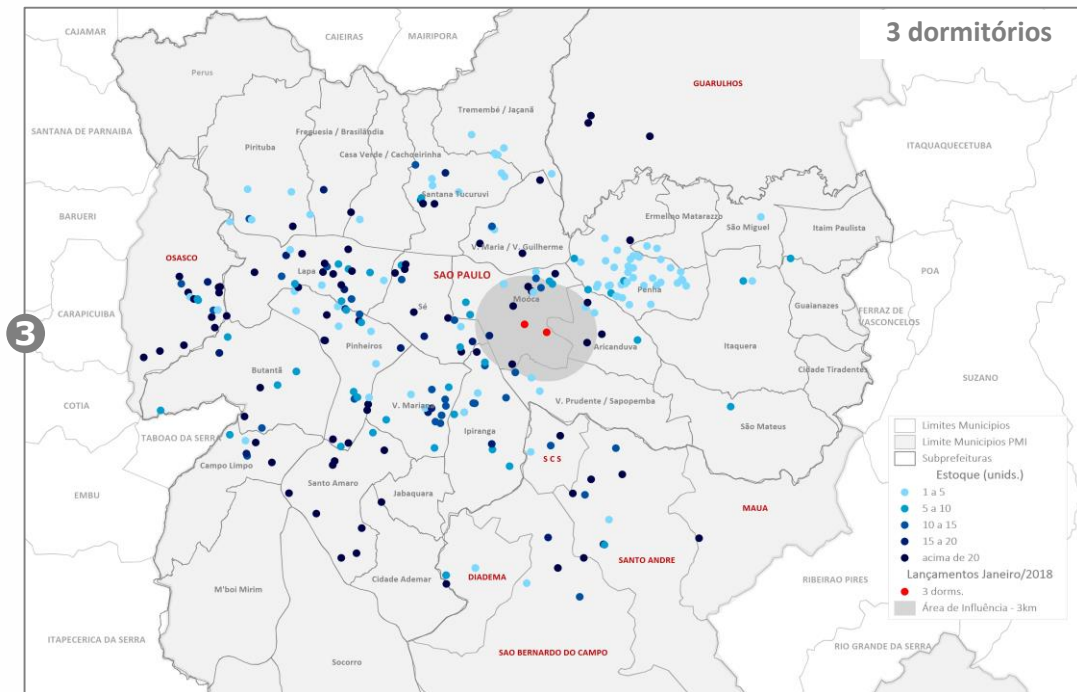 3 dormitórios
CAJAMAR
CAIEIRAS
MAIRIPORA
Perus
GUARULHOS
Tremembé / Jaçanã
SANTANA DE PARNAIBA
Freguesia / Brasilândia
Pirituba
Casa Verde / Cachoeirinha
ITAQUAQUECETUBA
Santana Tucuruvi
Ermelino Matarazzo
BARUERI
São Miguel
Itaim Paulista
V. Maria / V. Guilherme
OSASCO
Lapa
SAO PAULO
POA
Penha
Moóca
Sé
Guaianazes
CARAPICUIBA
FERRAZ DE
VASCONCELOS
3
Pinheiros
Aricanduva
Itaquera
Butantã
Cidade Tiradentes
SUZANO
COTIA
V. Mariana
V. Prudente / Sapopemba
São Mateus
TABOAO DA SERRA
Ipiranga
Campo Limpo
S C S
Santo Amaro
EMBU
Jabaquara
MAUA
SANTO ANDRE
Cidade Ademar
DIADEMA
M'boi Mirim
RIBEIRAO PIRES
ITAPECERICA DA SERRA
SAO BERNARDO DO CAMPO
RIO GRANDE DA SERRA
Socorro
Limites Municipios
Limite Municipios PMI
Subprefeituras
Estoque (unids.)
1 a 5
5 a 10
10 a 15
15 a 20
acima de 20
Lançamentos Janeiro/2018
3 dorms.
Área de Influência - 3km